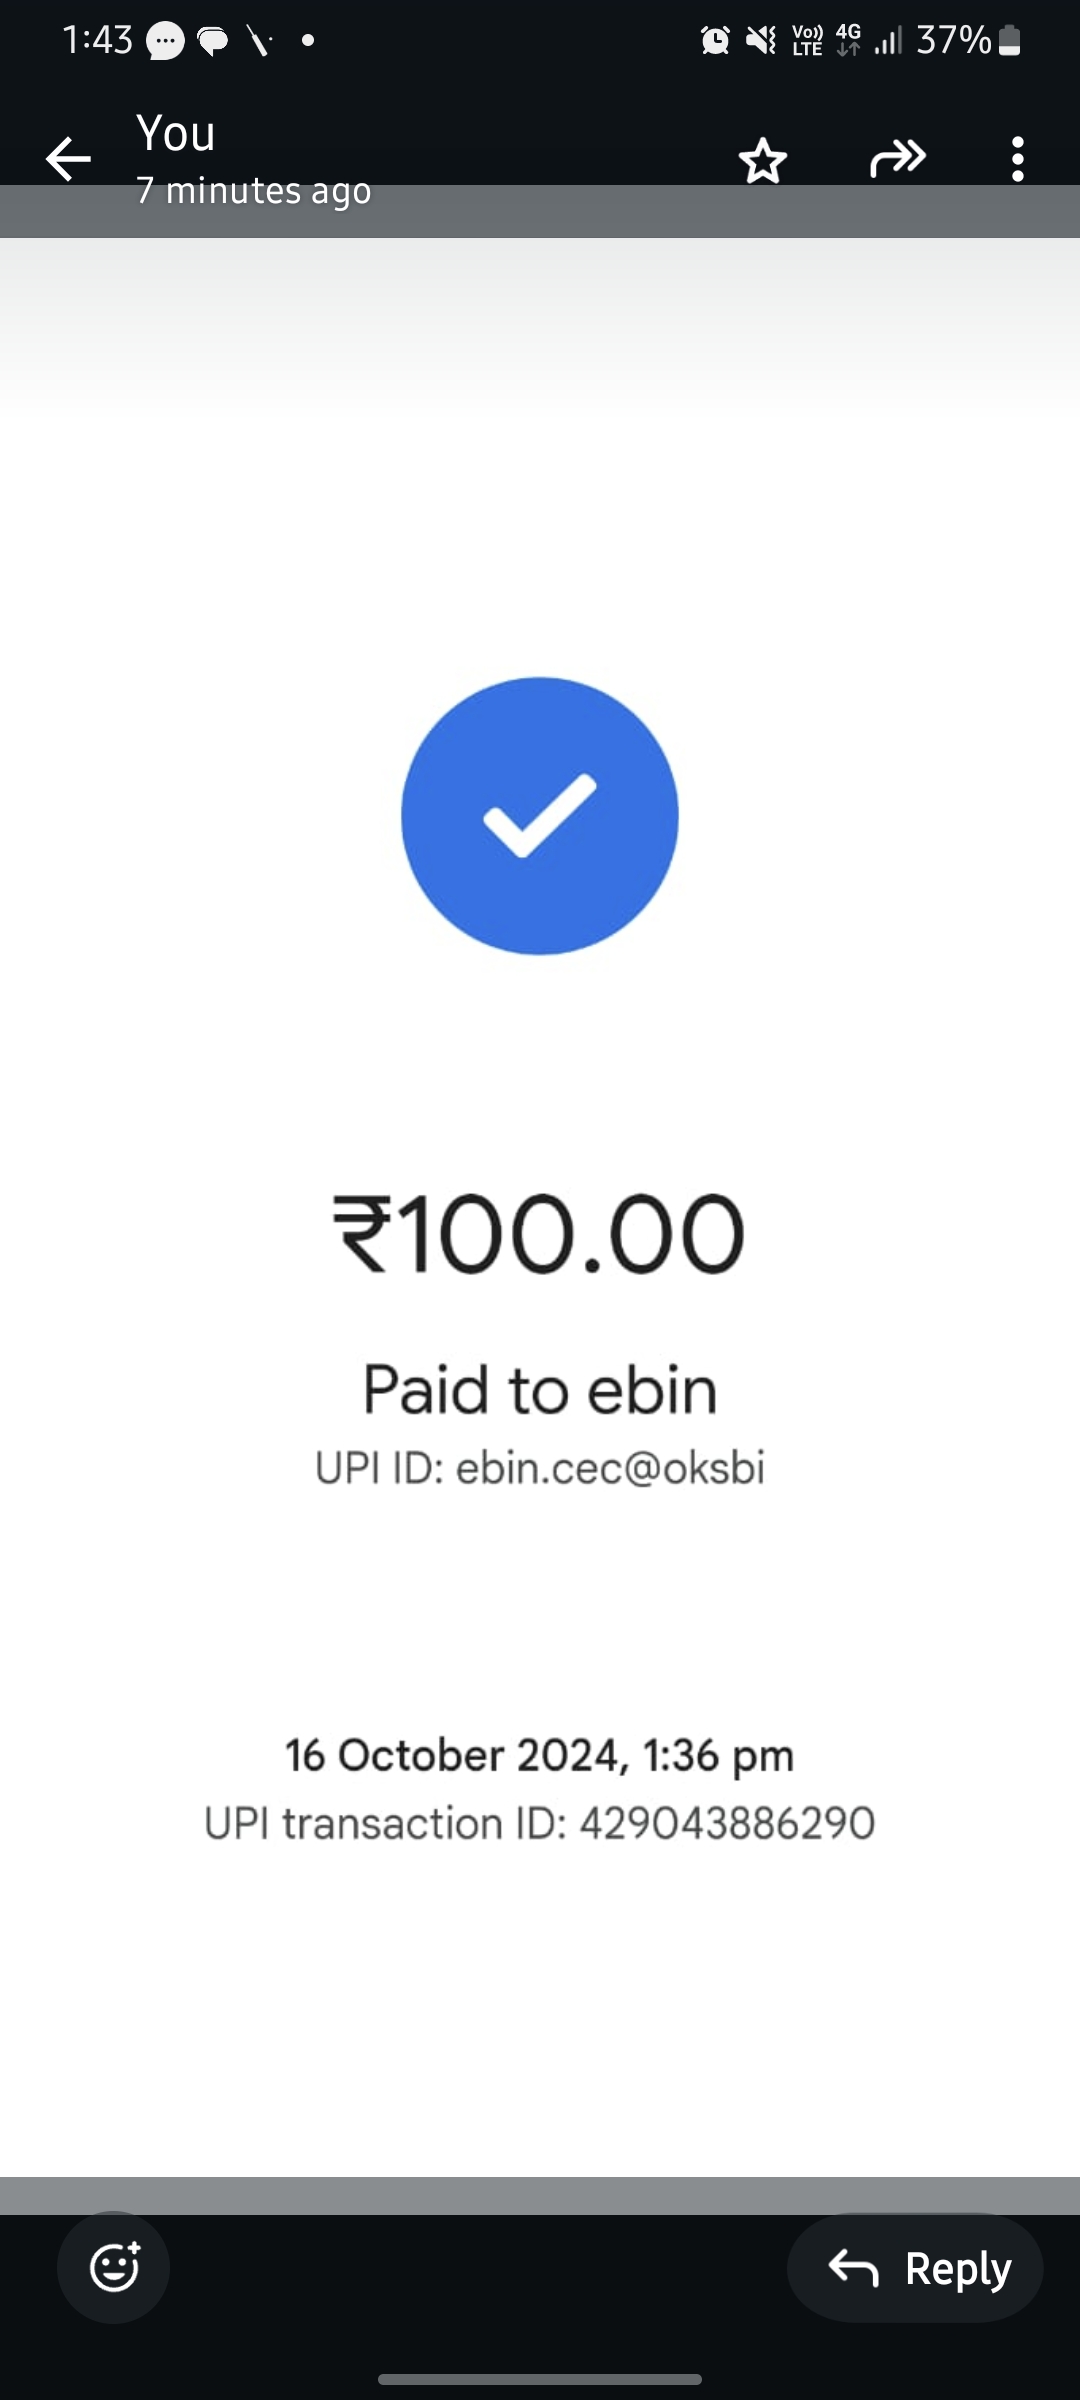 1:43 Vo)) LTE 4G 37%
You
7 minutes ago
₹100.00
Paid to ebin
UPI ID: ebin.cec@oksbi
16 October 2024, 1:36 pm
UPI transaction ID: 429043886290
Reply